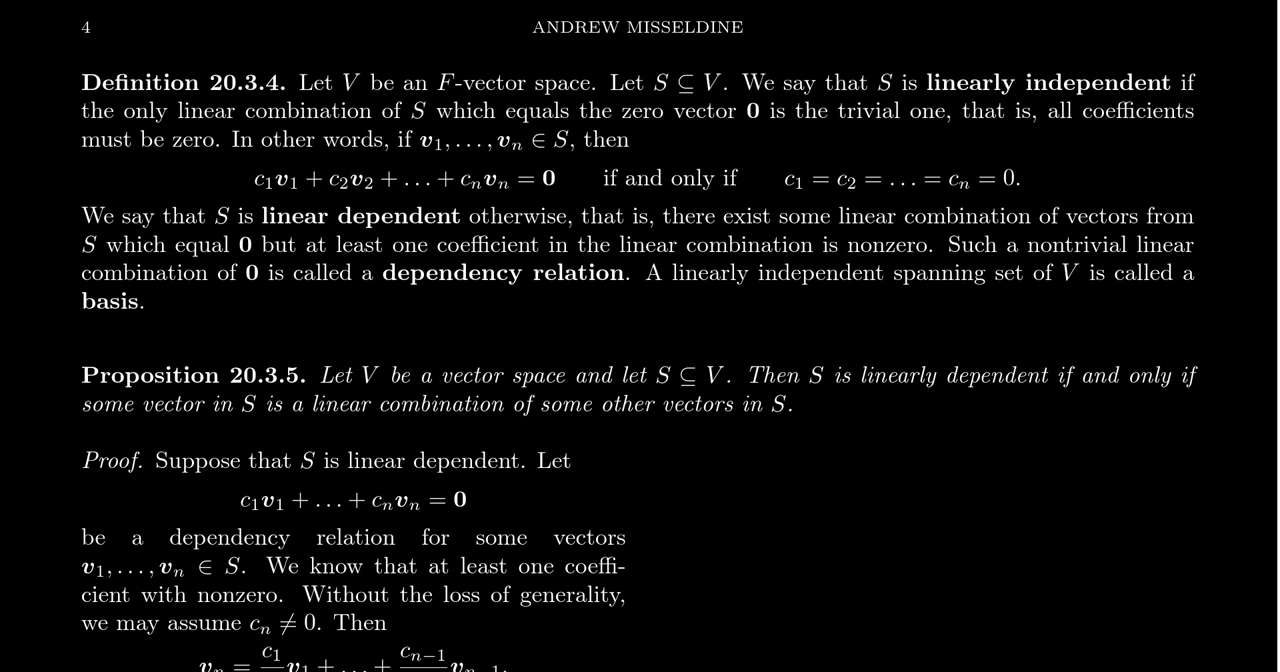 4 ANDREW MISSELDINE
Definition 20.3.4. Let V be an F-vector space. Let S ⊆ V. We say that S is linearly independent if
the only linear combination of S which equals the zero vector 0 is the trivial one, that is, all coefficients
must be zero. In other words, if v₁, . . . , vₙ ∈ S, then
c₁v₁ + c₂v₂ + . . . + cₙvₙ = 0 if and only if c₁ = c₂ = . . . = cₙ = 0.
We say that S is linear dependent otherwise, that is, there exist some linear combination of vectors from
S which equal 0 but at least one coefficient in the linear combination is nonzero. Such a nontrivial linear
combination of 0 is called a dependency relation. A linearly independent spanning set of V is called a
basis.
Proposition 20.3.5. Let V be a vector space and let S ⊆ V. Then S is linearly dependent if and only if
some vector in S is a linear combination of some other vectors in S.
Proof. Suppose that S is linear dependent. Let
c₁v₁ + . . . + cₙvₙ = 0
be a dependency relation for some vectors
v₁, . . . , vₙ ∈ S. We know that at least one coeffi-
cient with nonzero. Without the loss of generality,
we may assume cₙ ≠ 0. Then